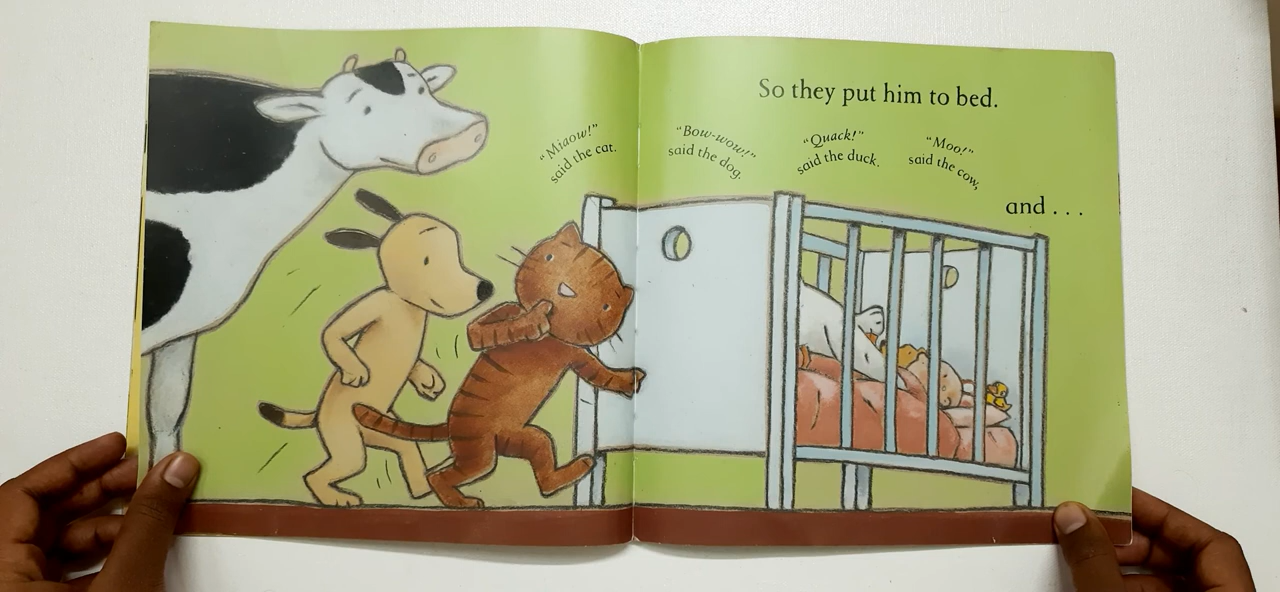 So they put him to bed.
“Miaow!”
said the cat.
“Bow-wow!”
said the dog.
“Quack!”
said the duck.
“Moo!”
said the cow,
and . . .